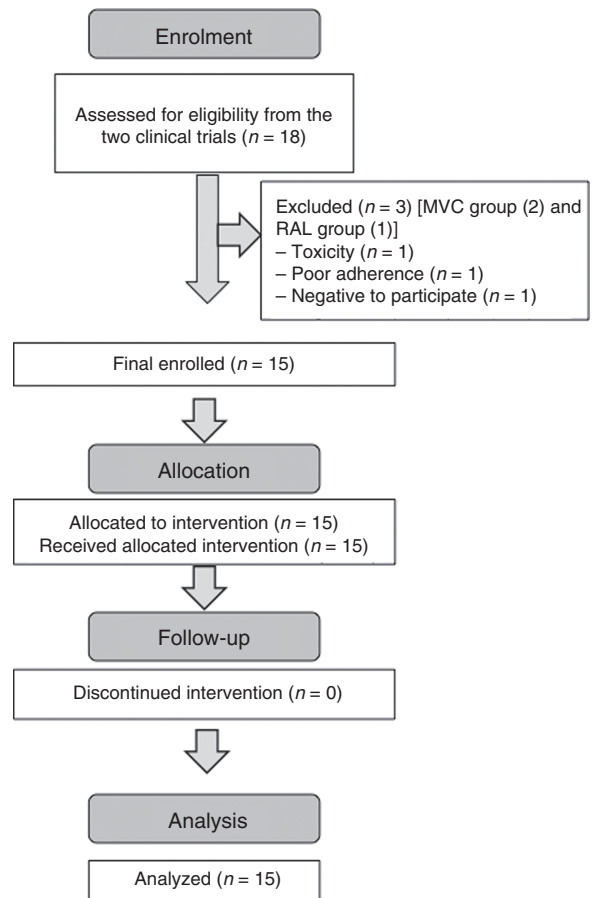 Enrolment
Assessed for eligibility from the
two clinical trials (n = 18)
Excluded (n = 3) [MVC group (2) and
RAL group (1)]
– Toxicity (n = 1)
– Poor adherence (n = 1)
– Negative to participate (n = 1)
Final enrolled (n = 15)
Allocation
Allocated to intervention (n = 15)
Received allocated intervention (n = 15)
Follow-up
Discontinued intervention (n = 0)
Analysis
Analyzed (n = 15)